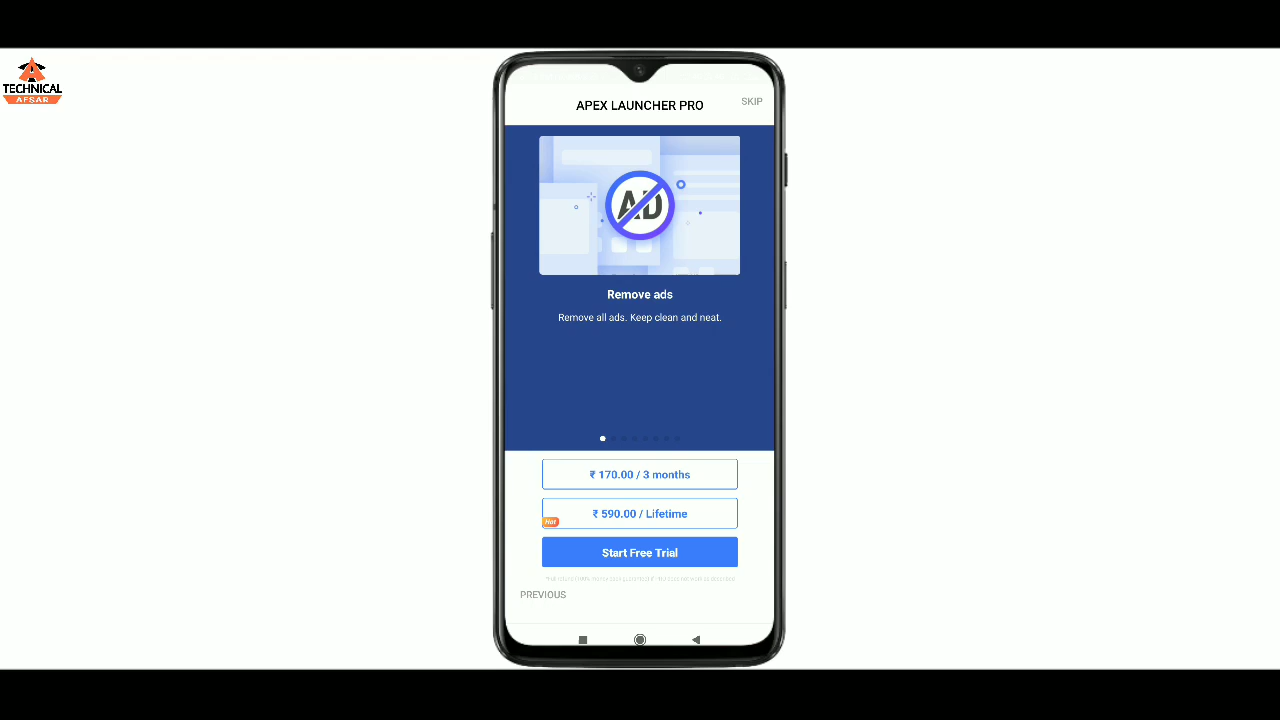 TECHNICAL
AFSAR
APEX LAUNCHER PRO
SKIP
AD
Remove ads
Remove all ads. Keep clean and neat.
₹ 170.00 / 3 months
₹ 590.00 / Lifetime
Hot
Start Free Trial
PREVIOUS